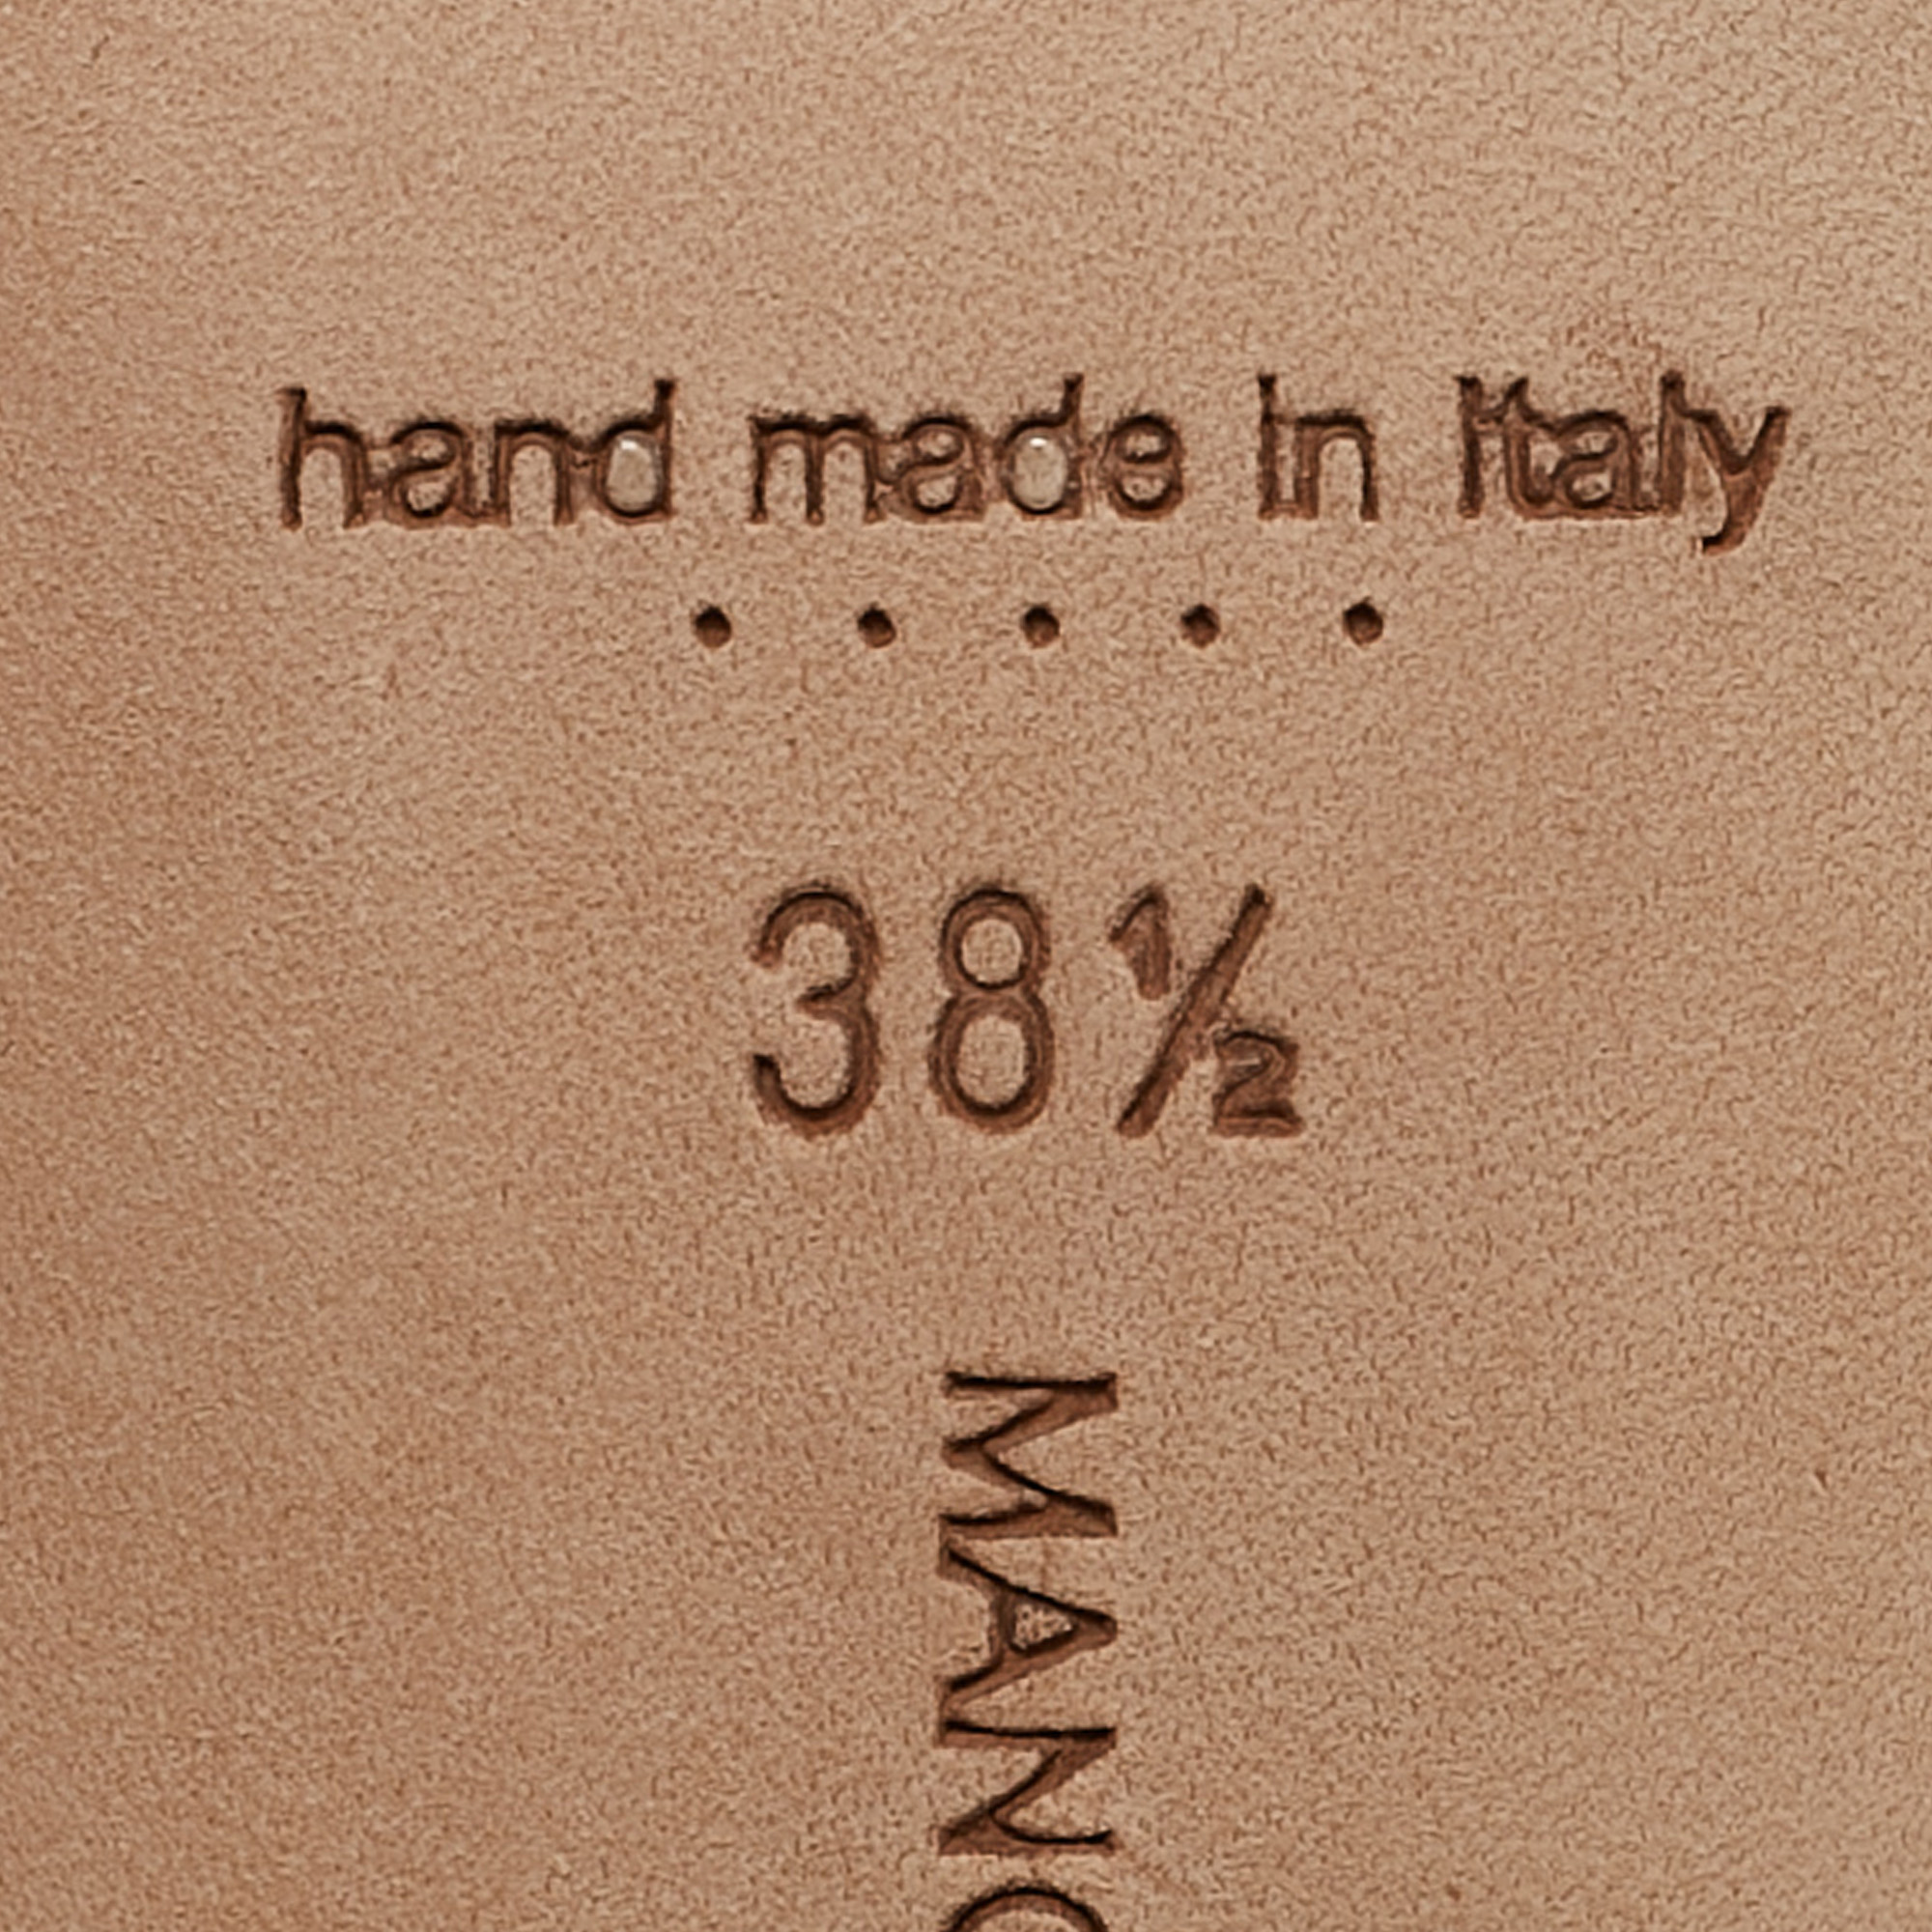 hand made in Italy
• • • • •
38½
MANO